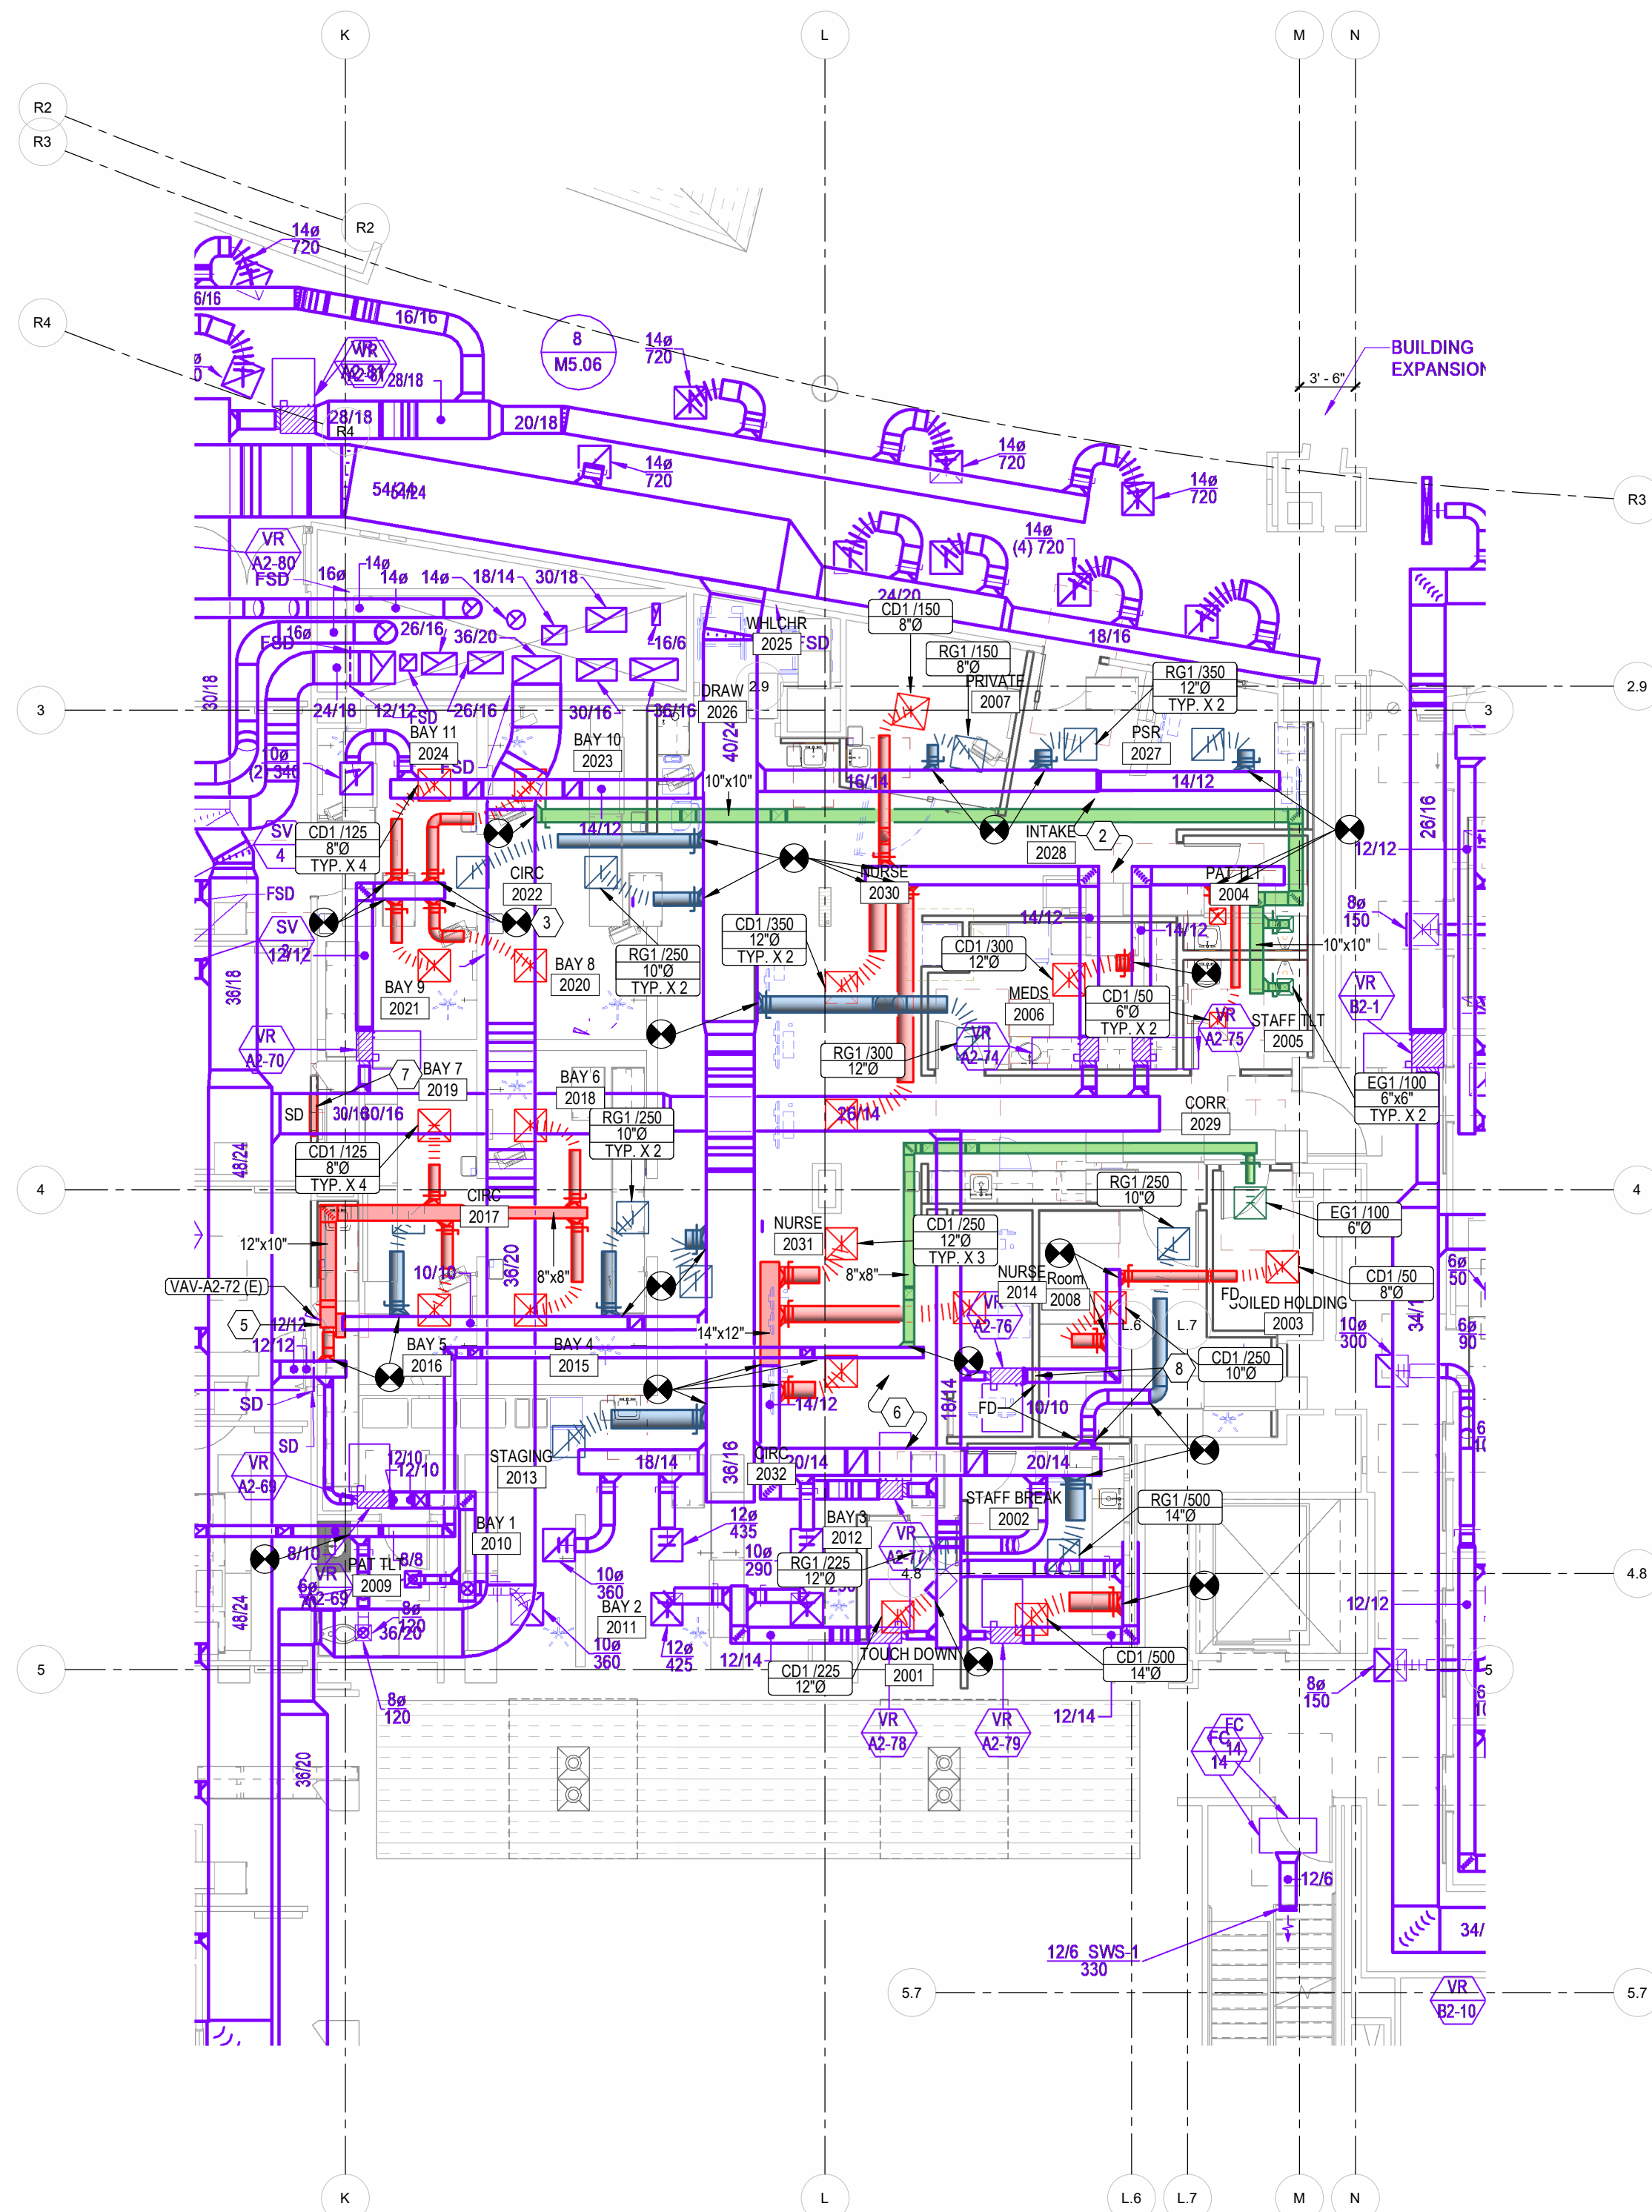 K
L
M
N
R2
R3
R2
R4
R4
R3
14ø
720
16/16
6/16
8
M5.06
14ø
720
BUILDING
EXPANSION
3' - 6"
VR
A2-81
28/18
28/18
20/18
14ø
720
14ø
720
14ø
720
54/24
54/24
14ø
(4) 720
VR
A2-80
FSD
16ø
14ø
14ø
14ø
18/14
30/18
16ø
FSD
26/16
36/20
16/6
24/20
18/16
CD1 /150
8"Ø
WHLCHR
2025
FSD
RG1 /150
8"Ø
PRIVATE
2007
RG1 /350
12"Ø
TYP. X 2
30/18
24/18
12/12
FSD
26/16
30/16
36/16
DRAW
2026
2.9
2.9
3
3
BAY 11
2024
BAY 10
2023
FSD
10ø
(2) 340
40/24
10"x10"
PSR
2027
16/14
14/12
26/16
SV
4
CD1 /125
8"Ø
TYP. X 4
14/12
INTAKE
2028
2
12/12
CIRC
2022
NURSE
2030
PAT TLT
2004
FSD
3
14/12
14/12
8ø
150
SV
12/12
CD1 /350
12"Ø
TYP. X 2
CD1 /300
12"Ø
10"x10"
RG1 /250
10"Ø
TYP. X 2
36/18
BAY 8
2020
BAY 9
2021
MEDS
2006
CD1 /50
6"Ø
TYP. X 2
VR
B2-1
VR
A2-70
RG1 /300
12"Ø
VR
A2-74
VR
A2-75
STAFF TLT
2005
7
BAY 7
2019
BAY 6
2018
EG1 /100
6"x6"
TYP. X 2
SD
30/16
30/16
26/14
CORR
2029
RG1 /250
10"Ø
TYP. X 2
48/24
CD1 /125
8"Ø
TYP. X 4
4
4
CIRC
2017
RG1 /250
10"Ø
EG1 /100
6"Ø
12"x10"
NURSE
2031
CD1 /250
12"Ø
TYP. X 3
10/10
36/20
8"x8"
8"x8"
VAV-A2-72 (E)
NURSE
2014
Room
2008
FD
CD1 /50
8"Ø
6ø
50
5
12/12
12/12
14"x12"
VR
A2-76
L.6
L.7
SOILED HOLDING
2003
10ø
300
34/1
6ø
90
BAY 5
2016
BAY 4
2015
8
CD1 /250
10"Ø
SD
14/12
6
18/14
FD
10/10
SD
VR
A2-69
12/10
12/10
STAGING
2013
18/14
36/16
CIRC
2032
20/14
20/14
BAY 1
2010
12ø
435
BAY 3
2012
STAFF BREAK
2002
RG1 /500
14"Ø
8/10
8/8
PAT TLT
2009
10ø
290
RG1 /225
12"Ø
VR
A2-77
4.8
4.8
VR
A2-69
6ø
10ø
360
48/24
8ø
120
36/20
BAY 2
2011
12/12
10ø
360
12ø
425
12/14
CD1 /225
12"Ø
TOUCH DOWN
2001
CD1 /500
14"Ø
5
5
8ø
120
VR
A2-78
VR
A2-79
12/14
8ø
150
FC
14
FC
14
36/20
12/6
12/6 SWS-1
330
34/
5.7
5.7
VR
B2-10
K
L
L.6
L.7
M
N